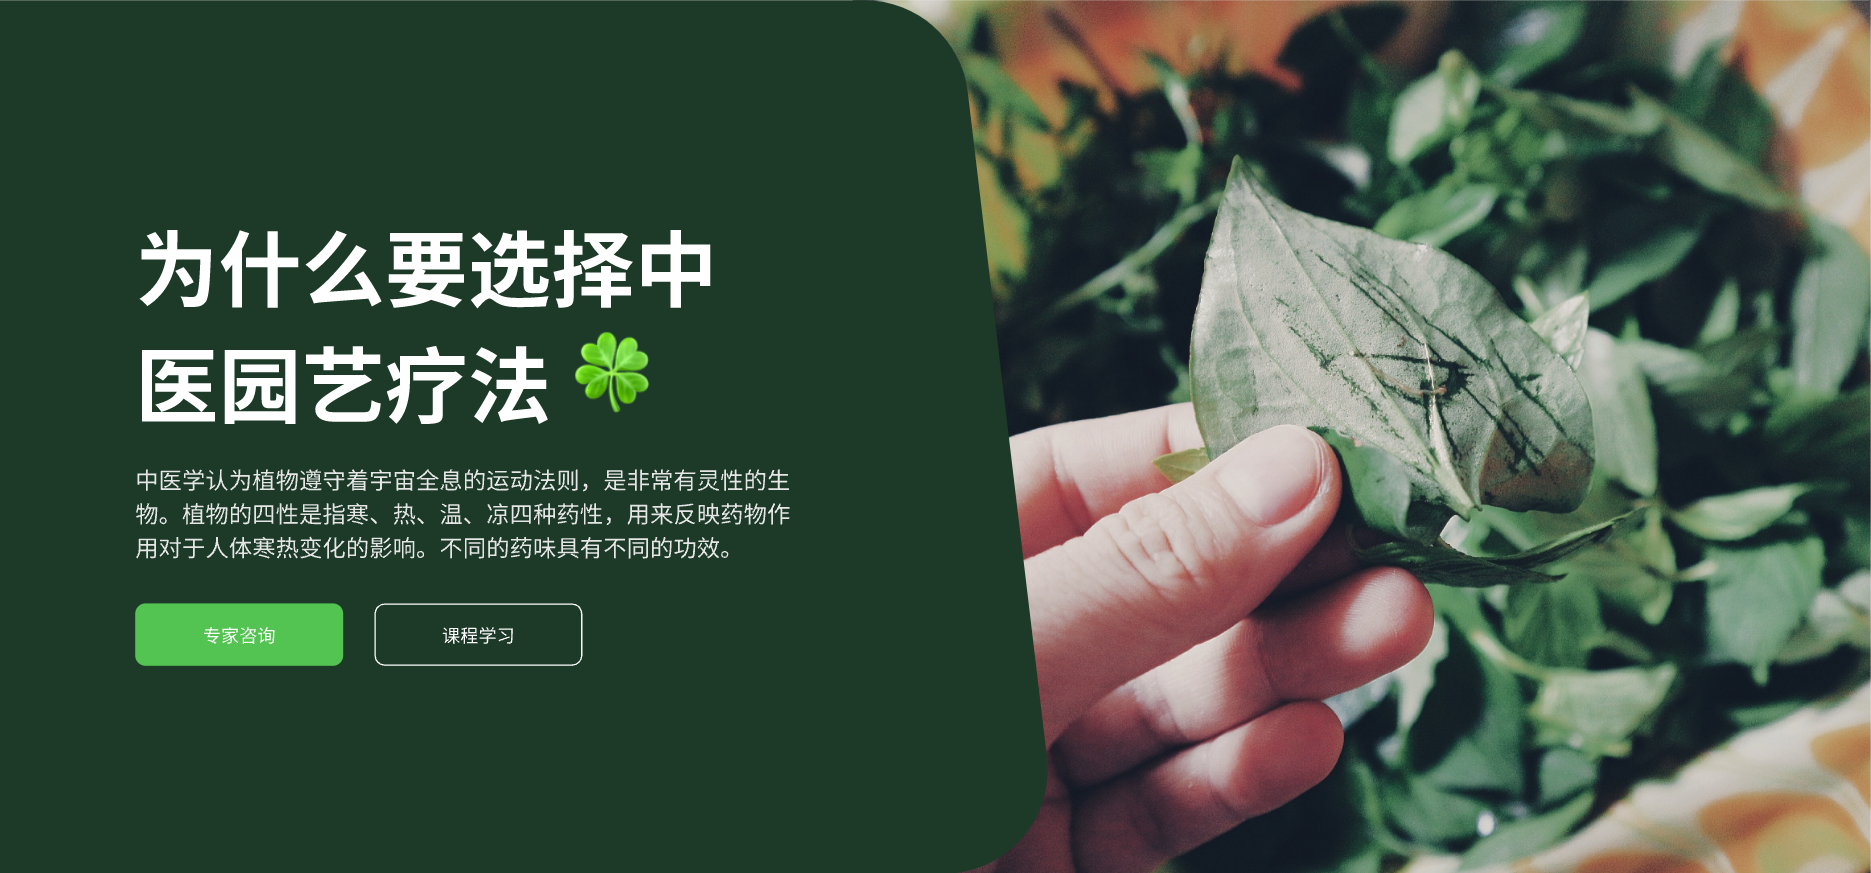 为什么要选择中
医园艺疗法🍀
中医学认为植物遵守着宇宙全息的运动法则，是非常有灵性的生
物。植物的四性是指寒、热、温、凉四种药性，用来反映药物作
用对于人体寒热变化的影响。不同的药味具有不同的功效。
专家咨询
课程学习